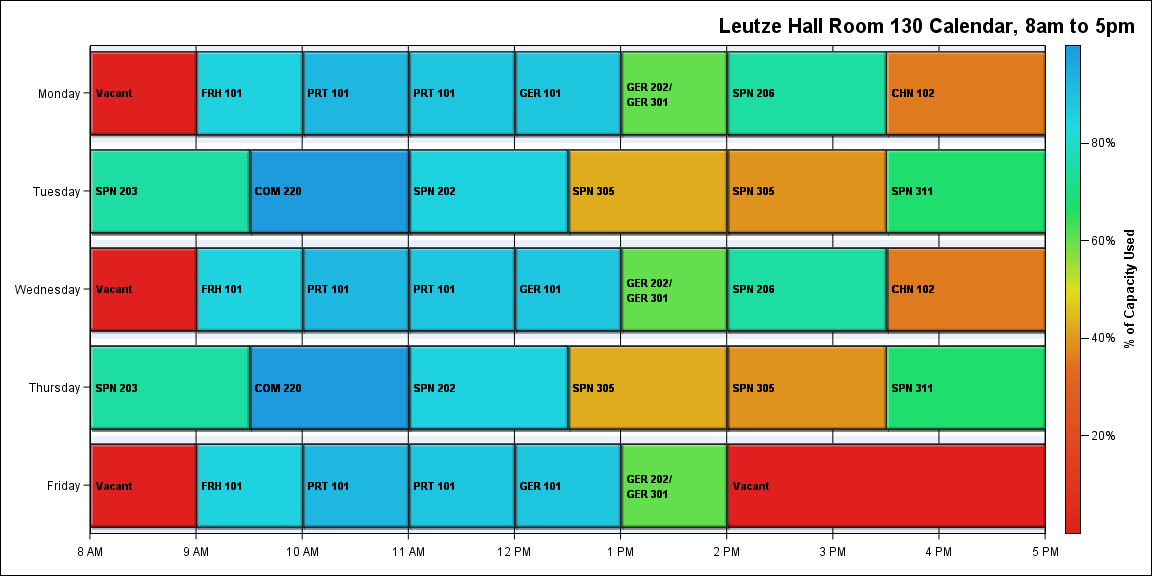 Leutze Hall Room 130 Calendar, 8am to 5pm
Monday
Vacant
FRH 101
PRT 101
PRT 101
GER 101
GER 202/
GER 301
SPN 206
CHN 102
Tuesday
SPN 203
COM 220
SPN 202
SPN 305
SPN 305
SPN 311
Wednesday
Vacant
FRH 101
PRT 101
PRT 101
GER 101
GER 202/
GER 301
SPN 206
CHN 102
Thursday
SPN 203
COM 220
SPN 202
SPN 305
SPN 305
SPN 311
Friday
Vacant
FRH 101
PRT 101
PRT 101
GER 101
GER 202/
GER 301
Vacant
8 AM
9 AM
10 AM
11 AM
12 PM
1 PM
2 PM
3 PM
4 PM
5 PM
80%
60%
40%
20%
% of Capacity Used